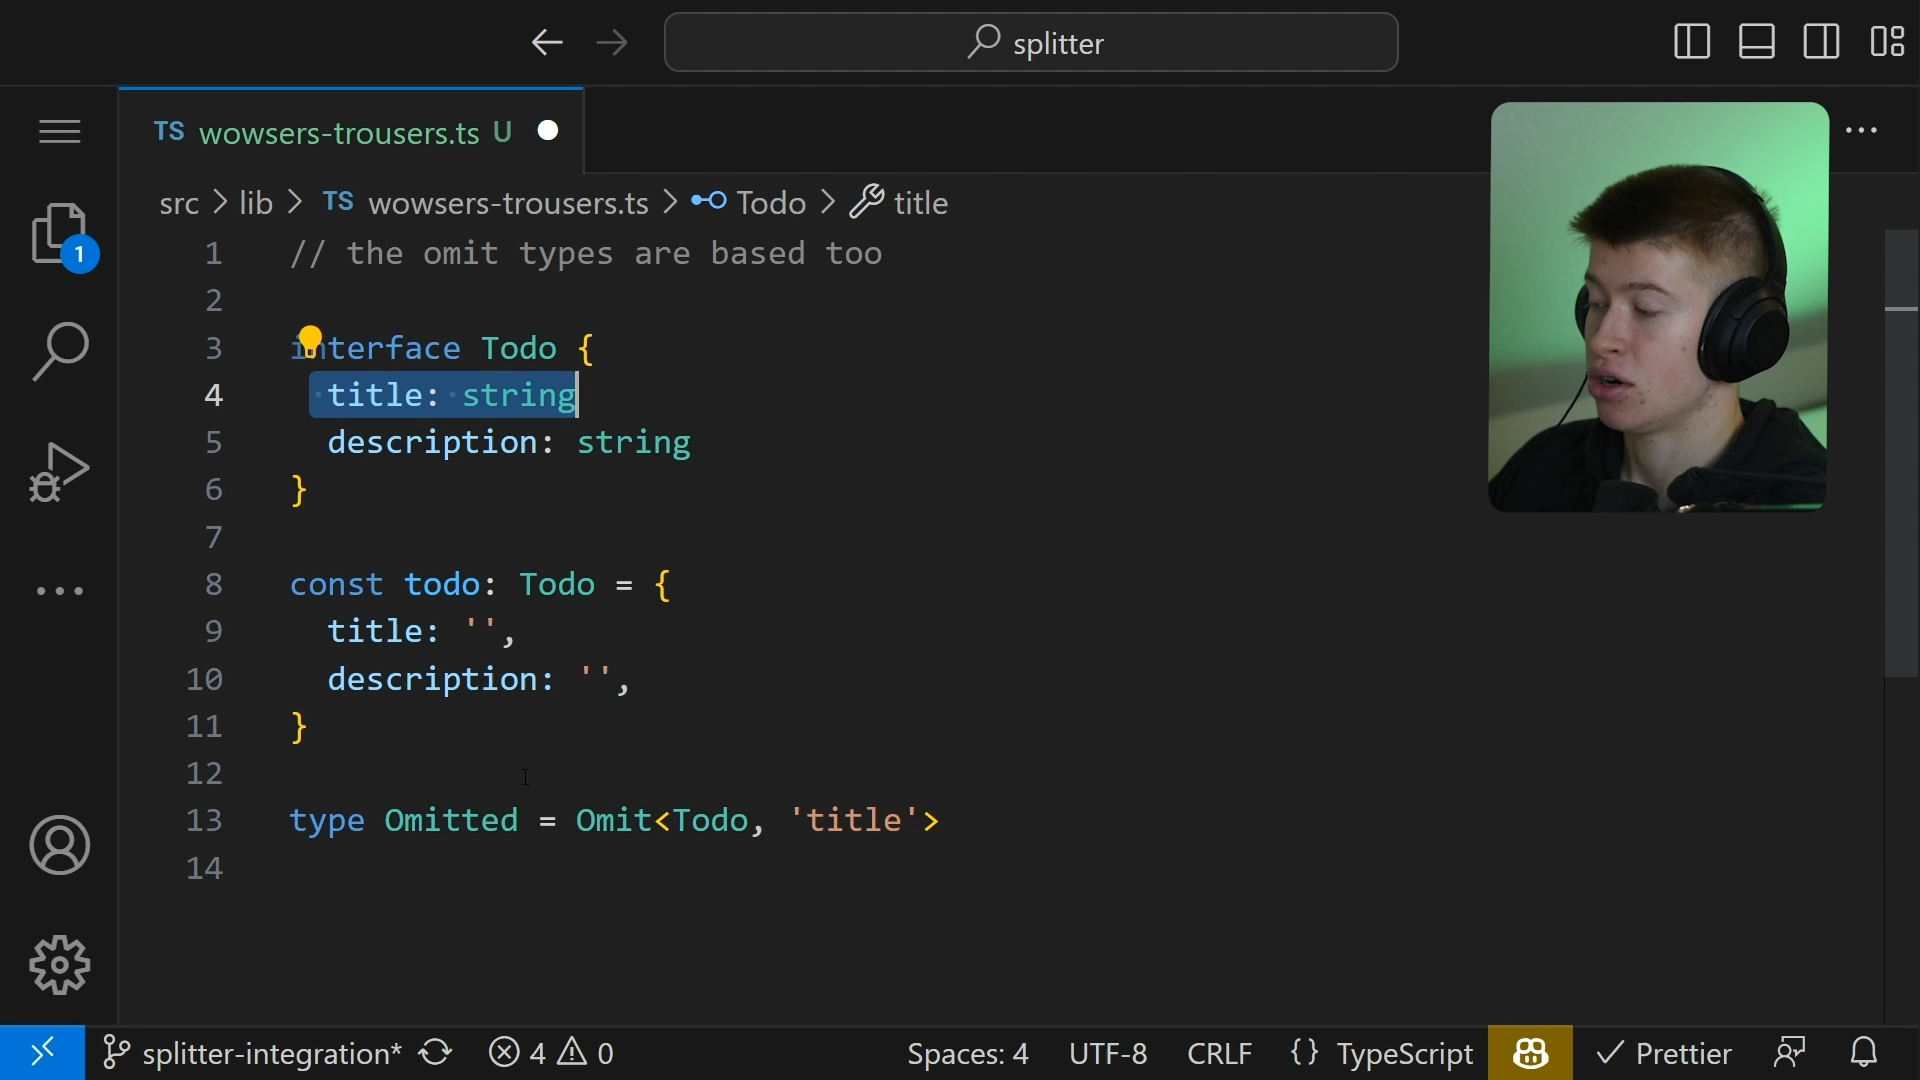 splitter
TS wowsers-trousers.ts U
src > lib > TS wowsers-trousers.ts > Todo > title
1 // the omit types are based too
2
3 interface Todo {
4 title: string
5 description: string
6 }
7
8 const todo: Todo = {
9 title: '',
10 description: '',
11 }
12
13 type Omitted = Omit<Todo, 'title'>
14
1
splitter-integration* 4 0 Spaces: 4 UTF-8 CRLF {} TypeScript Prettier